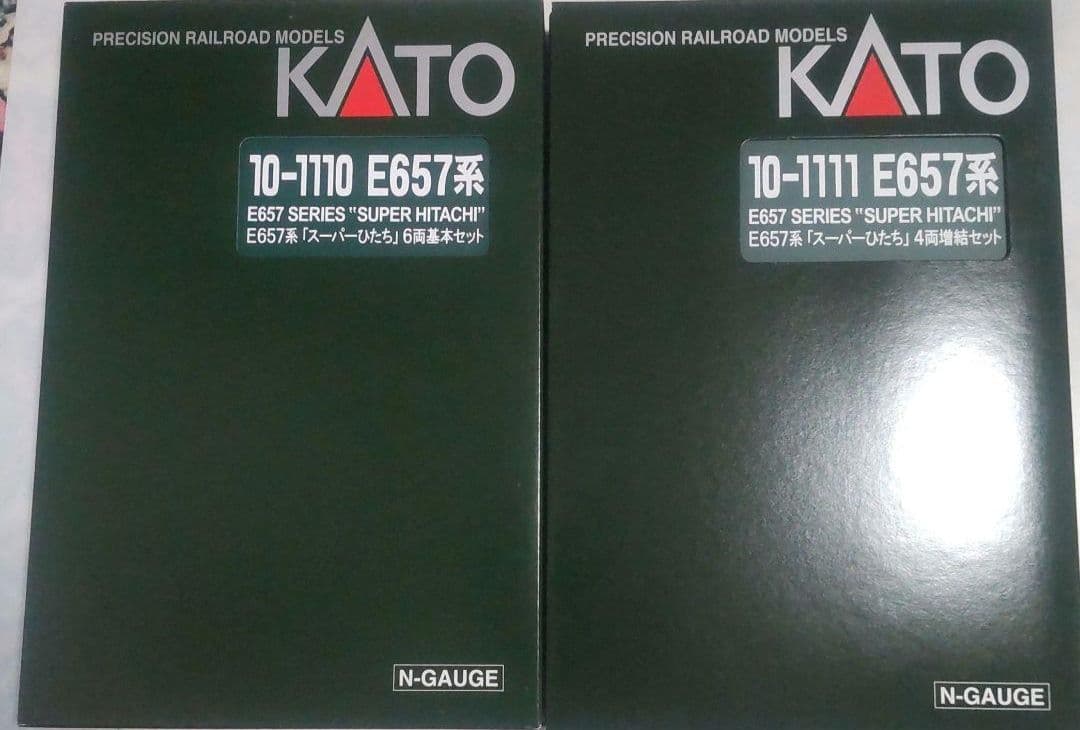 PRECISION RAILROAD MODELS
KATO
10-1110 E657系
E657 SERIES "SUPER HITACHI"
E657系「スーパーひたち」6両基本セット
N-GAUGE
PRECISION RAILROAD MODELS
KATO
10-1111 E657系
E657 SERIES "SUPER HITACHI"
E657系「スーパーひたち」4両増結セット
N-GAUGE